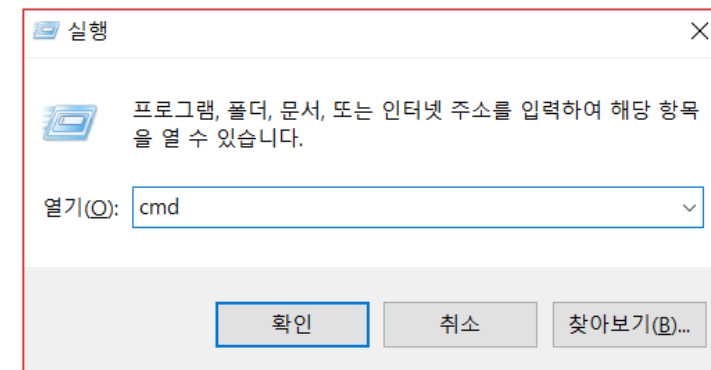 실행
프로그램, 폴더, 문서, 또는 인터넷 주소를 입력하여 해당 항목
을 열 수 있습니다.
열기(O): cmd
확인 취소 찾아보기(B)...